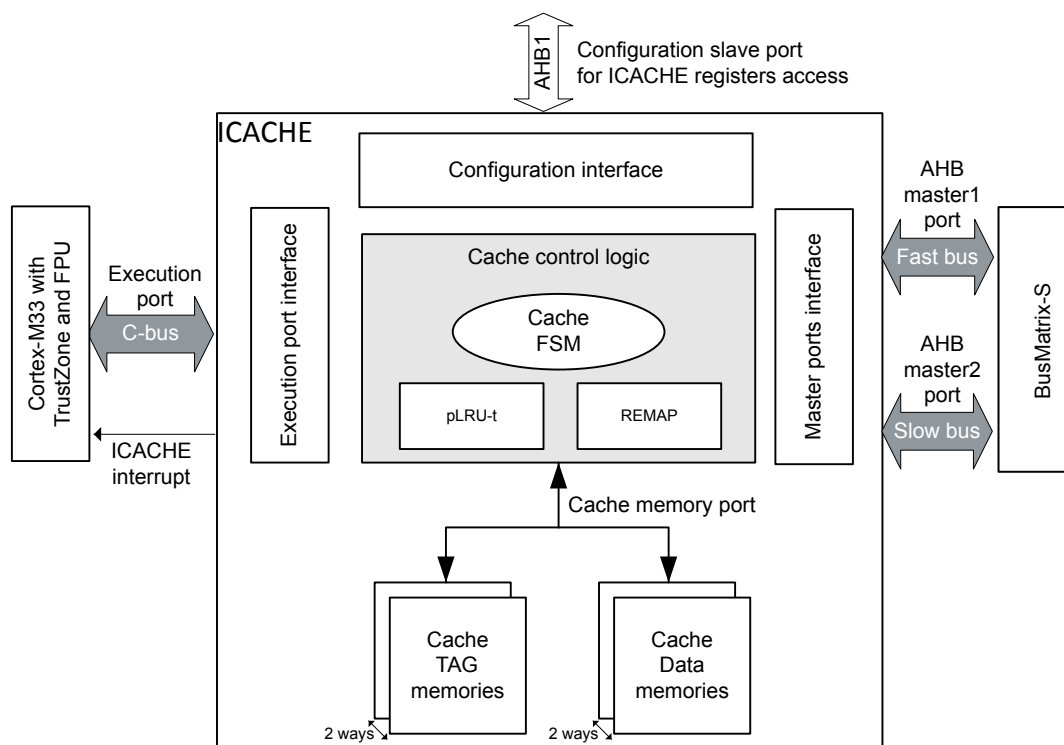 AHB1
Configuration slave port
for ICACHE registers access
ICACHE
Configuration interface
Cortex-M33 with
TrustZone and FPU
Execution
port
C-bus
ICACHE
interrupt
Execution port interface
Cache control logic
Cache
FSM
pLRU-t
REMAP
Master ports interface
AHB
master1
port
Fast bus
AHB
master2
port
Slow bus
BusMatrix-S
Cache memory port
Cache
TAG
memories
2 ways
Cache
Data
memories
2 ways